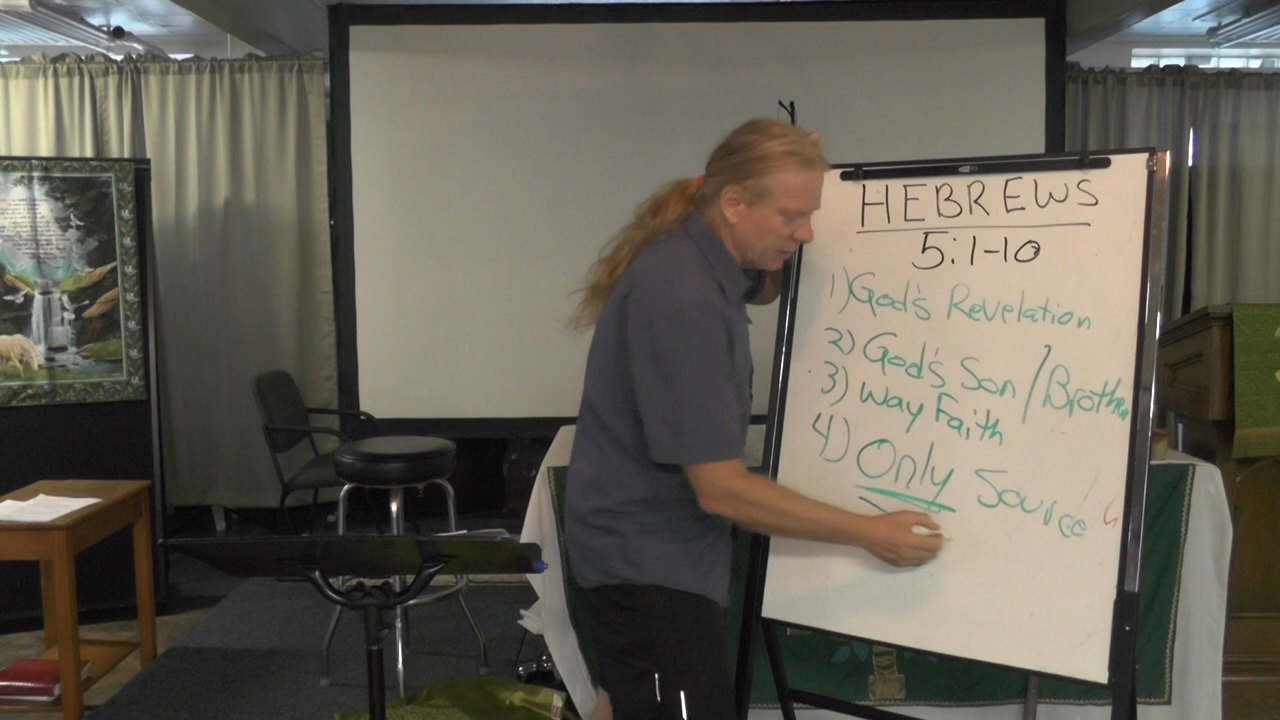 HEBREWS
5:1-10
1) God's Revelation
2) God's Son / Brother
3) Way Faith
4) Only Source